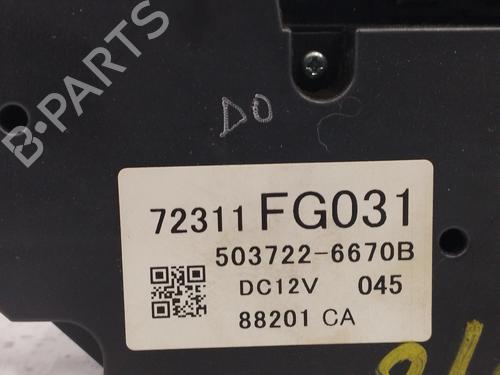 B-PARTS
DO
72311 FG031
503722-6670B
DC12V 045
88201 CA